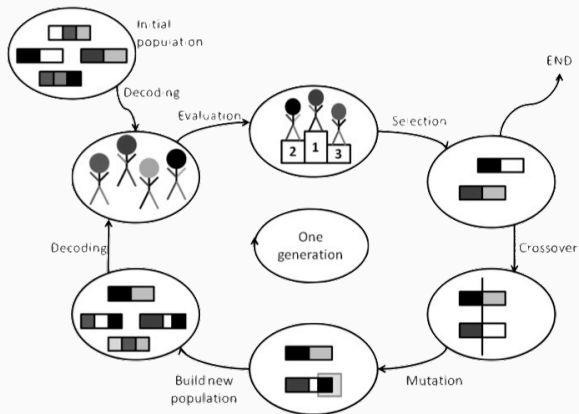 Initial
population
Decoding
Evaluation
Selection
END
2 1 3
One
generation
Decoding
Crossover
Build new
population
Mutation